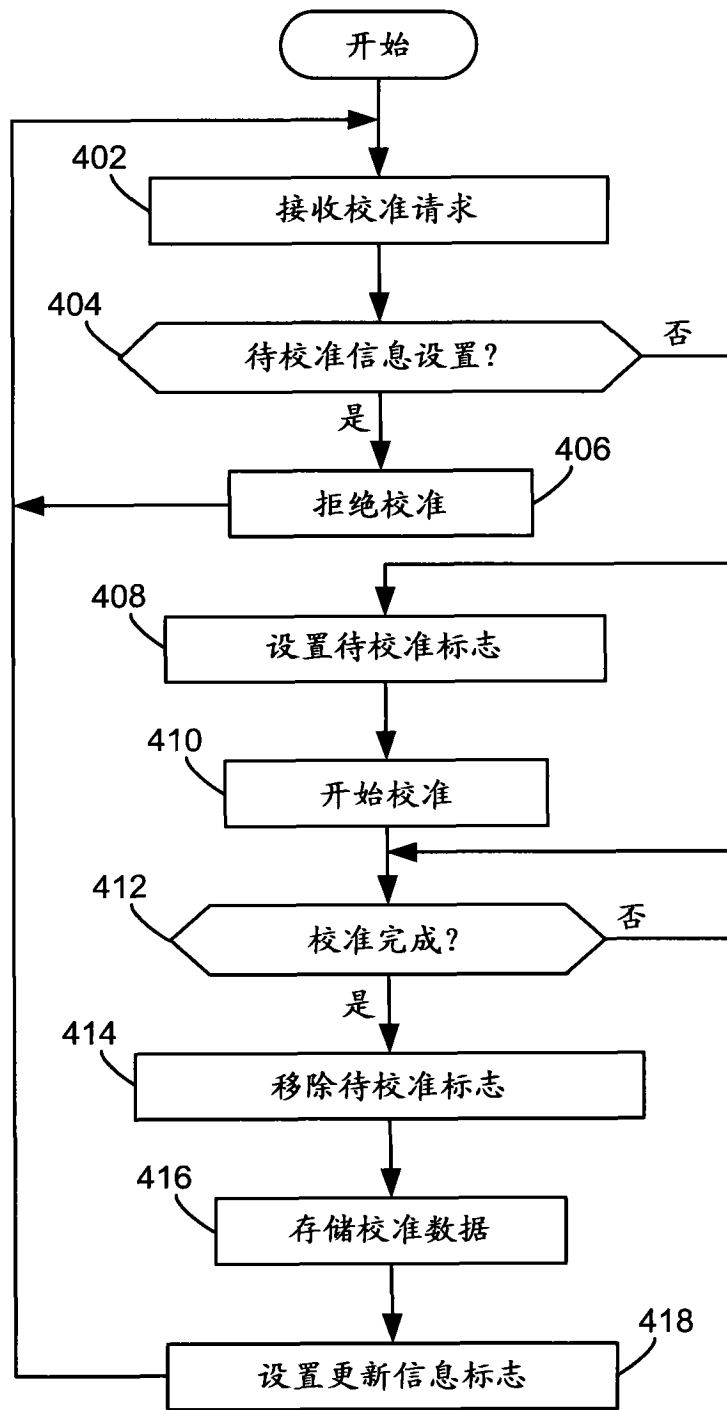 开始
402
接收校准请求
404
待校准信息设置?
否
是
406
拒绝校准
408
设置待校准标志
410
开始校准
412
校准完成?
否
是
414
移除待校准标志
416
存储校准数据
418
设置更新信息标志